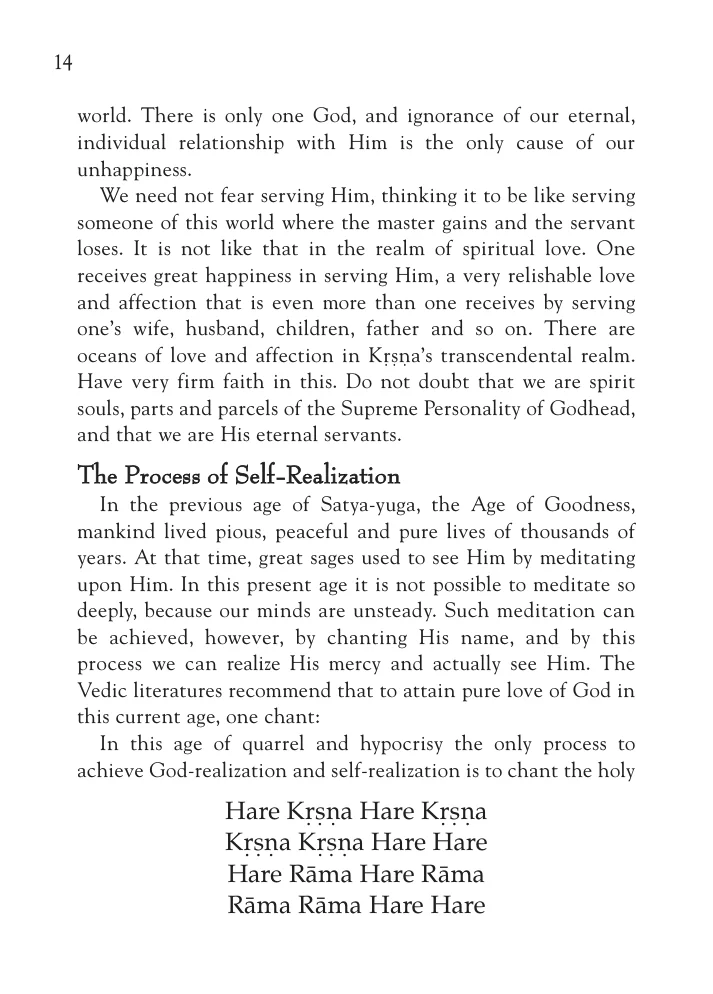 14
world. There is only one God, and ignorance of our eternal,
individual relationship with Him is the only cause of our
unhappiness.
We need not fear serving Him, thinking it to be like serving
someone of this world where the master gains and the servant
loses. It is not like that in the realm of spiritual love. One
receives great happiness in serving Him, a very relishable love
and affection that is even more than one receives by serving
one's wife, husband, children, father and so on. There are
oceans of love and affection in Kṛṣṇa's transcendental realm.
Have very firm faith in this. Do not doubt that we are spirit
souls, parts and parcels of the Supreme Personality of Godhead,
and that we are His eternal servants.
The Process of Self-Realization
In the previous age of Satya-yuga, the Age of Goodness,
mankind lived pious, peaceful and pure lives of thousands of
years. At that time, great sages used to see Him by meditating
upon Him. In this present age it is not possible to meditate so
deeply, because our minds are unsteady. Such meditation can
be achieved, however, by chanting His name, and by this
process we can realize His mercy and actually see Him. The
Vedic literatures recommend that to attain pure love of God in
this current age, one chant:
In this age of quarrel and hypocrisy the only process to
achieve God-realization and self-realization is to chant the holy
Hare Kṛṣṇa Hare Kṛṣṇa
Kṛṣṇa Kṛṣṇa Hare Hare
Hare Rāma Hare Rāma
Rāma Rāma Hare Hare